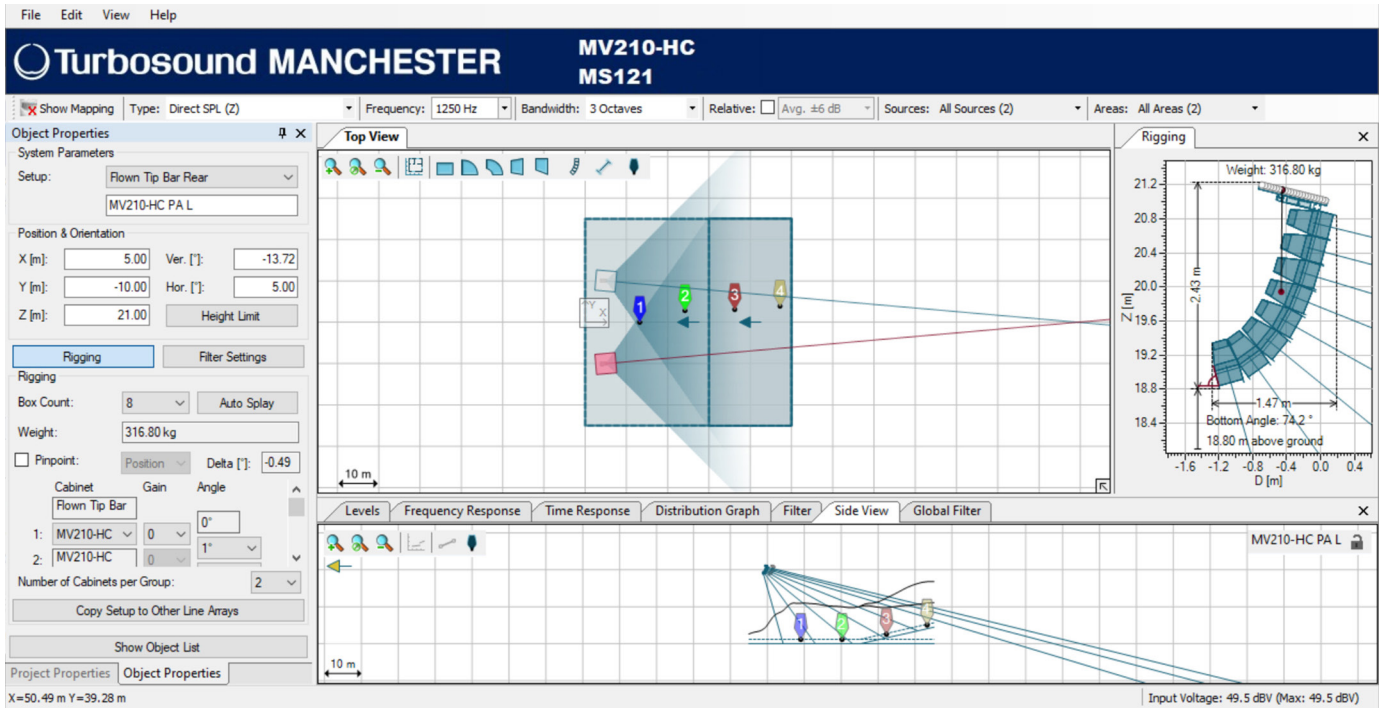 File Edit View Help
Turbosound MANCHESTER
MV210-HC
MS121
Show Mapping Type: Direct SPL (Z) Frequency: 1250 Hz Bandwidth: 3 Octaves Relative: Avg. ±6 dB Sources: All Sources (2) Areas: All Areas (2)
Object Properties
System Parameters
Setup: Flown Tip Bar Rear
MV210-HC PA L
Position & Orientation
X [m]: 5.00 Ver. [°]: -13.72
Y [m]: -10.00 Hor. [°]: 5.00
Z [m]: 21.00 Height Limit
Rigging Filter Settings
Rigging
Box Count: 8 Auto Splay
Weight: 316.80 kg
Pinpoint: Position Delta [°]: -0.49
Cabinet Gain Angle
Flown Tip Bar
0°
1: MV210-HC 0
1°
2: MV210-HC 0
Number of Cabinets per Group: 2
Copy Setup to Other Line Arrays
Show Object List
Project Properties Object Properties
X=50.49 m Y=39.28 m
Top View
1 2 3 4
Y
X
10 m
Rigging
Weight: 316.80 kg
21.2
20.8
20.4
20.0
19.6
19.2
18.8
18.4
Z [m]
2.43 m
1.47 m
Bottom Angle: 74.2 °
18.80 m above ground
-1.6 -1.2 -0.8 -0.4 0.0 0.4
D [m]
Levels Frequency Response Time Response Distribution Graph Filter Side View Global Filter
MV210-HC PA L
1 2 3 4
10 m
Input Voltage: 49.5 dBV (Max: 49.5 dBV)